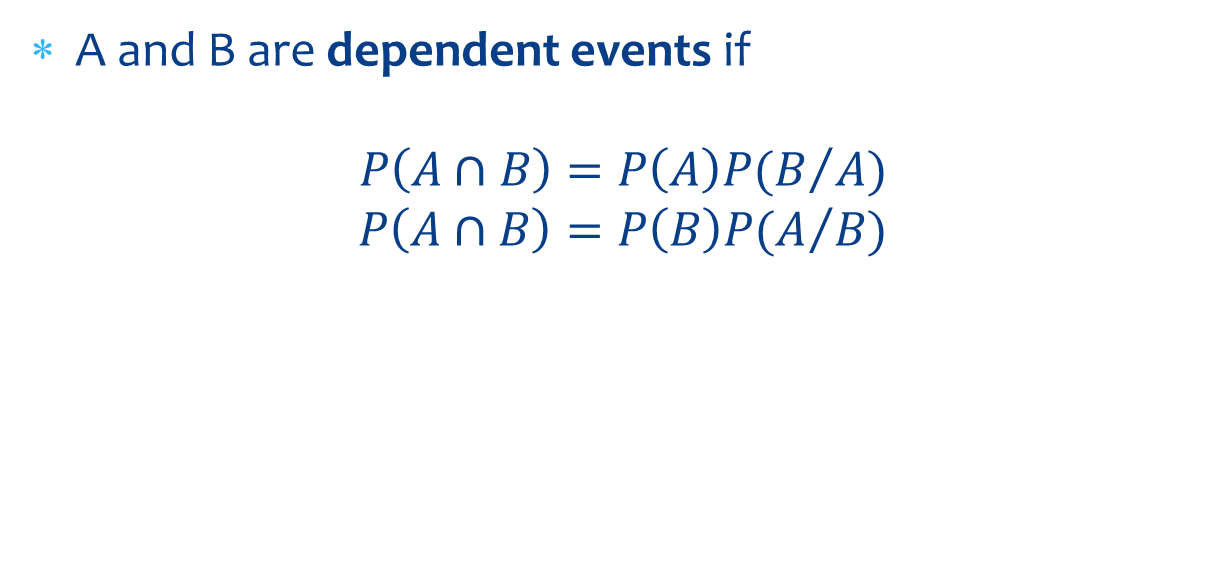 * A and B are dependent events if
P(A ∩ B) = P(A)P(B/A)
P(A ∩ B) = P(B)P(A/B)